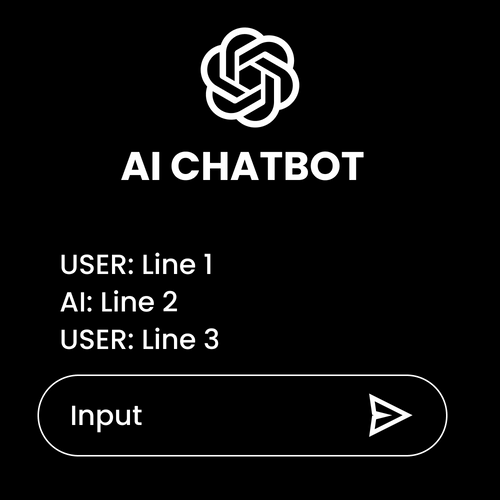 AI CHATBOT
USER: Line 1
AI: Line 2
USER: Line 3
Input